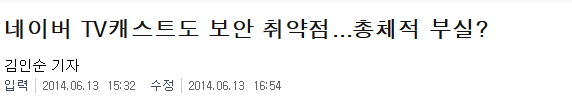 네이버 TV캐스트도 보안 취약점...총체적 부실?
김인순 기자
입력 | 2014.06.13 15:32 수정 | 2014.06.13 16:54